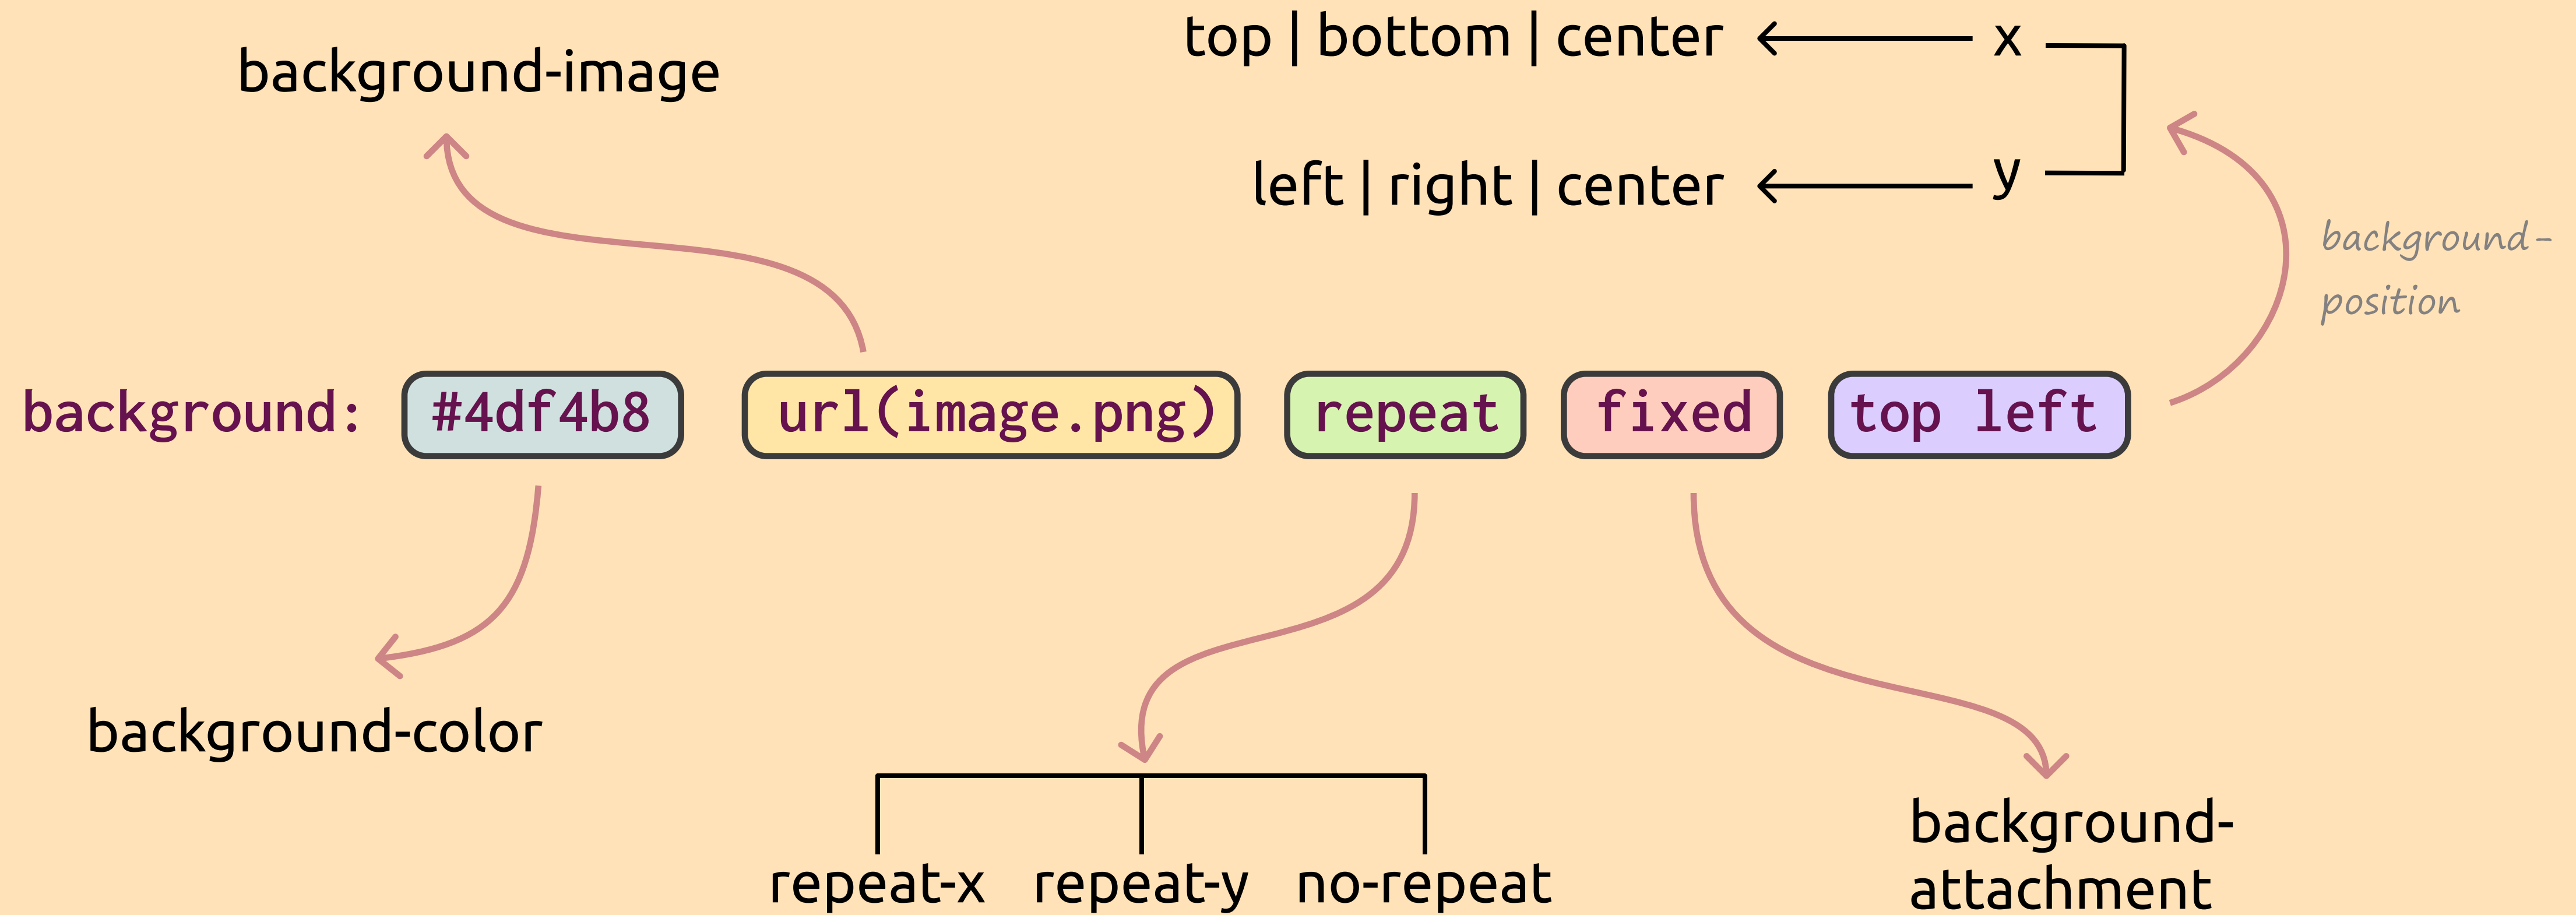 top | bottom | center x
background-image
left | right | center y
background-
position
background: #4df4b8 url(image.png) repeat fixed top left
background-color
repeat-x repeat-y no-repeat
background-
attachment